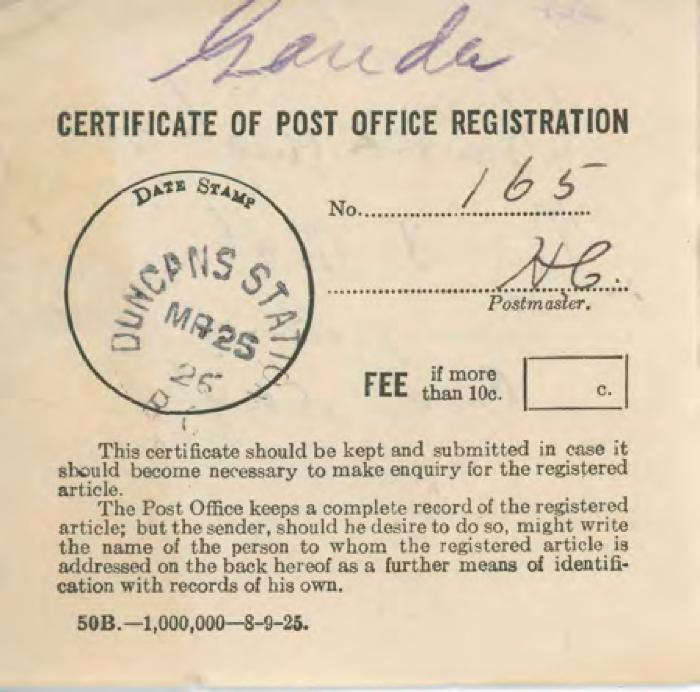 CERTIFICATE OF POST OFFICE REGISTRATION
DATE STAMP
DUNCANS STATION
MR 25
26
No. 165
HC.
Postmaster.
FEE if more
than 10c.
c.
This certificate should be kept and submitted in case it
should become necessary to make enquiry for the registered
article.
The Post Office keeps a complete record of the registered
article; but the sender, should he desire to do so, might write
the name of the person to whom the registered article is
addressed on the back hereof as a further means of identifi-
cation with records of his own.
50B.—1,000,000—8-9-25.